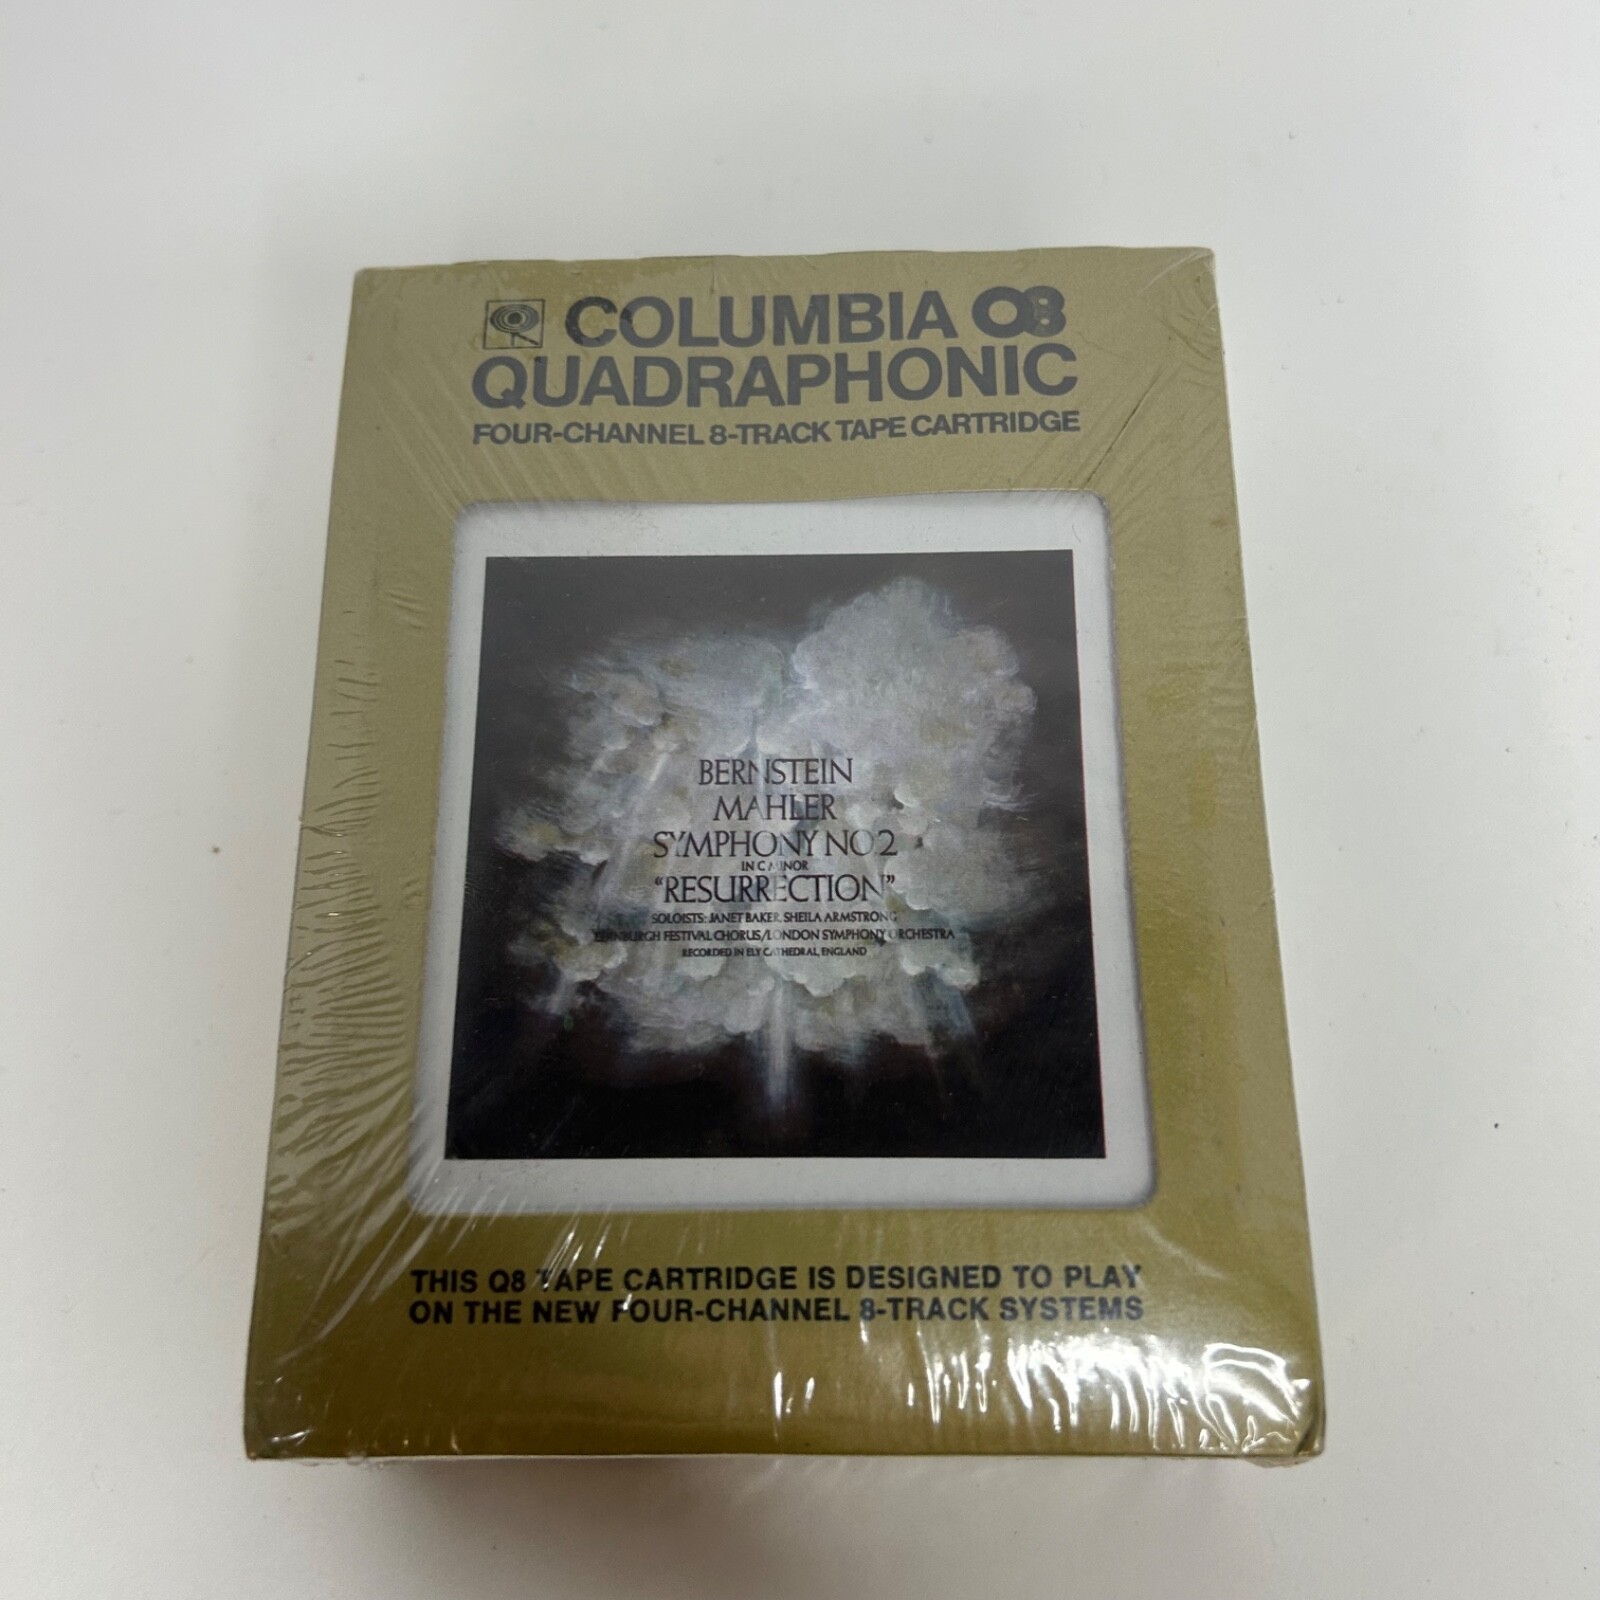 COLUMBIA Q8
QUADRAPHONIC
FOUR-CHANNEL 8-TRACK TAPE CARTRIDGE
BERNSTEIN
MAHLER
SYMPHONY NO 2
IN C MINOR
"RESURRECTION"
SOLOISTS: JANET BAKER, SHEILA ARMSTRONG
EDINBURGH FESTIVAL CHORUS/LONDON SYMPHONY ORCHESTRA
RECORDED IN ELY CATHEDRAL, ENGLAND
THIS Q8 TAPE CARTRIDGE IS DESIGNED TO PLAY
ON THE NEW FOUR-CHANNEL 8-TRACK SYSTEMS